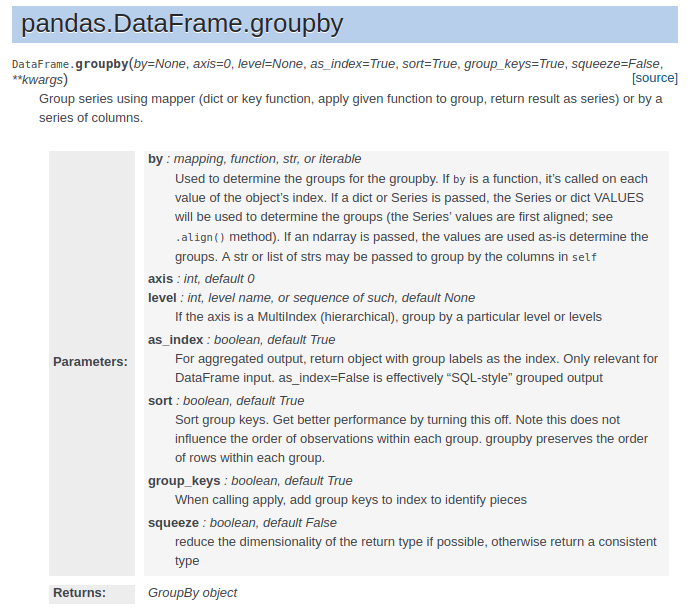 pandas.DataFrame.groupby
DataFrame.groupby(by=None, axis=0, level=None, as_index=True, sort=True, group_keys=True, squeeze=False,
**kwargs) [source]
Group series using mapper (dict or key function, apply given function to group, return result as series) or by a
series of columns.
by : mapping, function, str, or iterable
Used to determine the groups for the groupby. If by is a function, it’s called on each
value of the object’s index. If a dict or Series is passed, the Series or dict VALUES
will be used to determine the groups (the Series’ values are first aligned; see
.align() method). If an ndarray is passed, the values are used as-is determine the
groups. A str or list of strs may be passed to group by the columns in self
axis : int, default 0
level : int, level name, or sequence of such, default None
If the axis is a MultiIndex (hierarchical), group by a particular level or levels
as_index : boolean, default True
For aggregated output, return object with group labels as the index. Only relevant for
DataFrame input. as_index=False is effectively “SQL-style” grouped output
Parameters:
sort : boolean, default True
Sort group keys. Get better performance by turning this off. Note this does not
influence the order of observations within each group. groupby preserves the order
of rows within each group.
group_keys : boolean, default True
When calling apply, add group keys to index to identify pieces
squeeze : boolean, default False
reduce the dimensionality of the return type if possible, otherwise return a consistent
type
Returns: GroupBy object